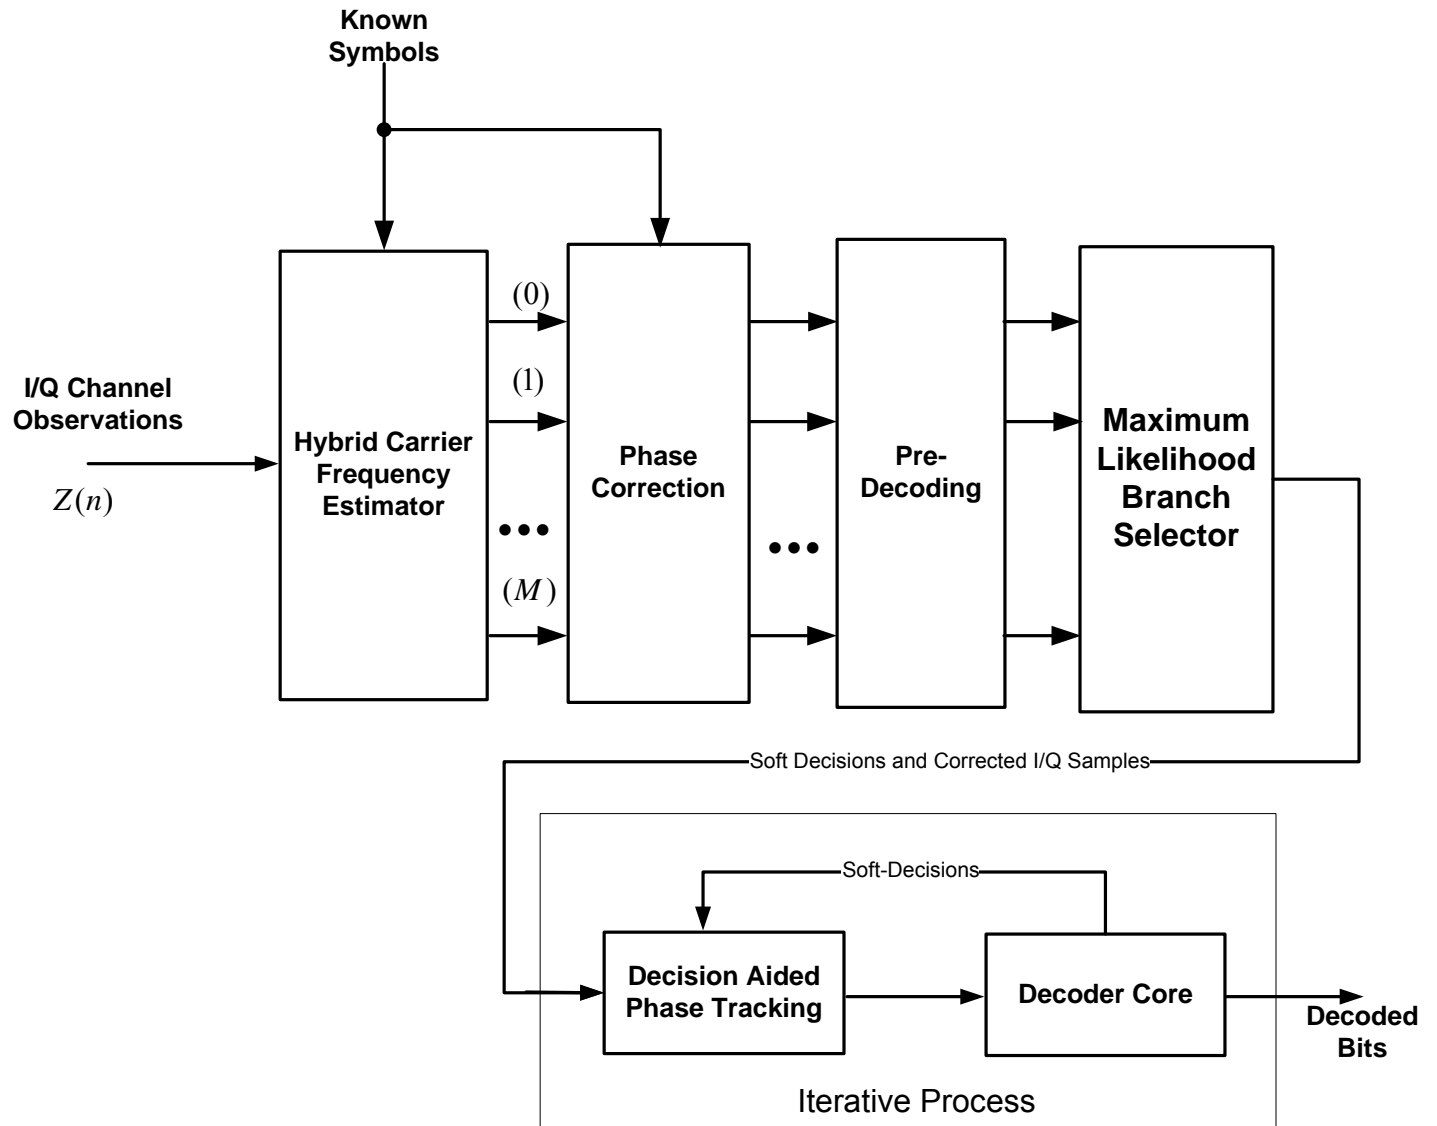 Known
Symbols
I/Q Channel
Observations
Z(n)
Hybrid Carrier
Frequency
Estimator
(0)
(1)
•••
(M)
Phase
Correction
•••
Pre-
Decoding
Maximum
Likelihood
Branch
Selector
Soft Decisions and Corrected I/Q Samples
Soft-Decisions
Decision Aided
Phase Tracking
Decoder Core
Decoded
Bits
Iterative Process